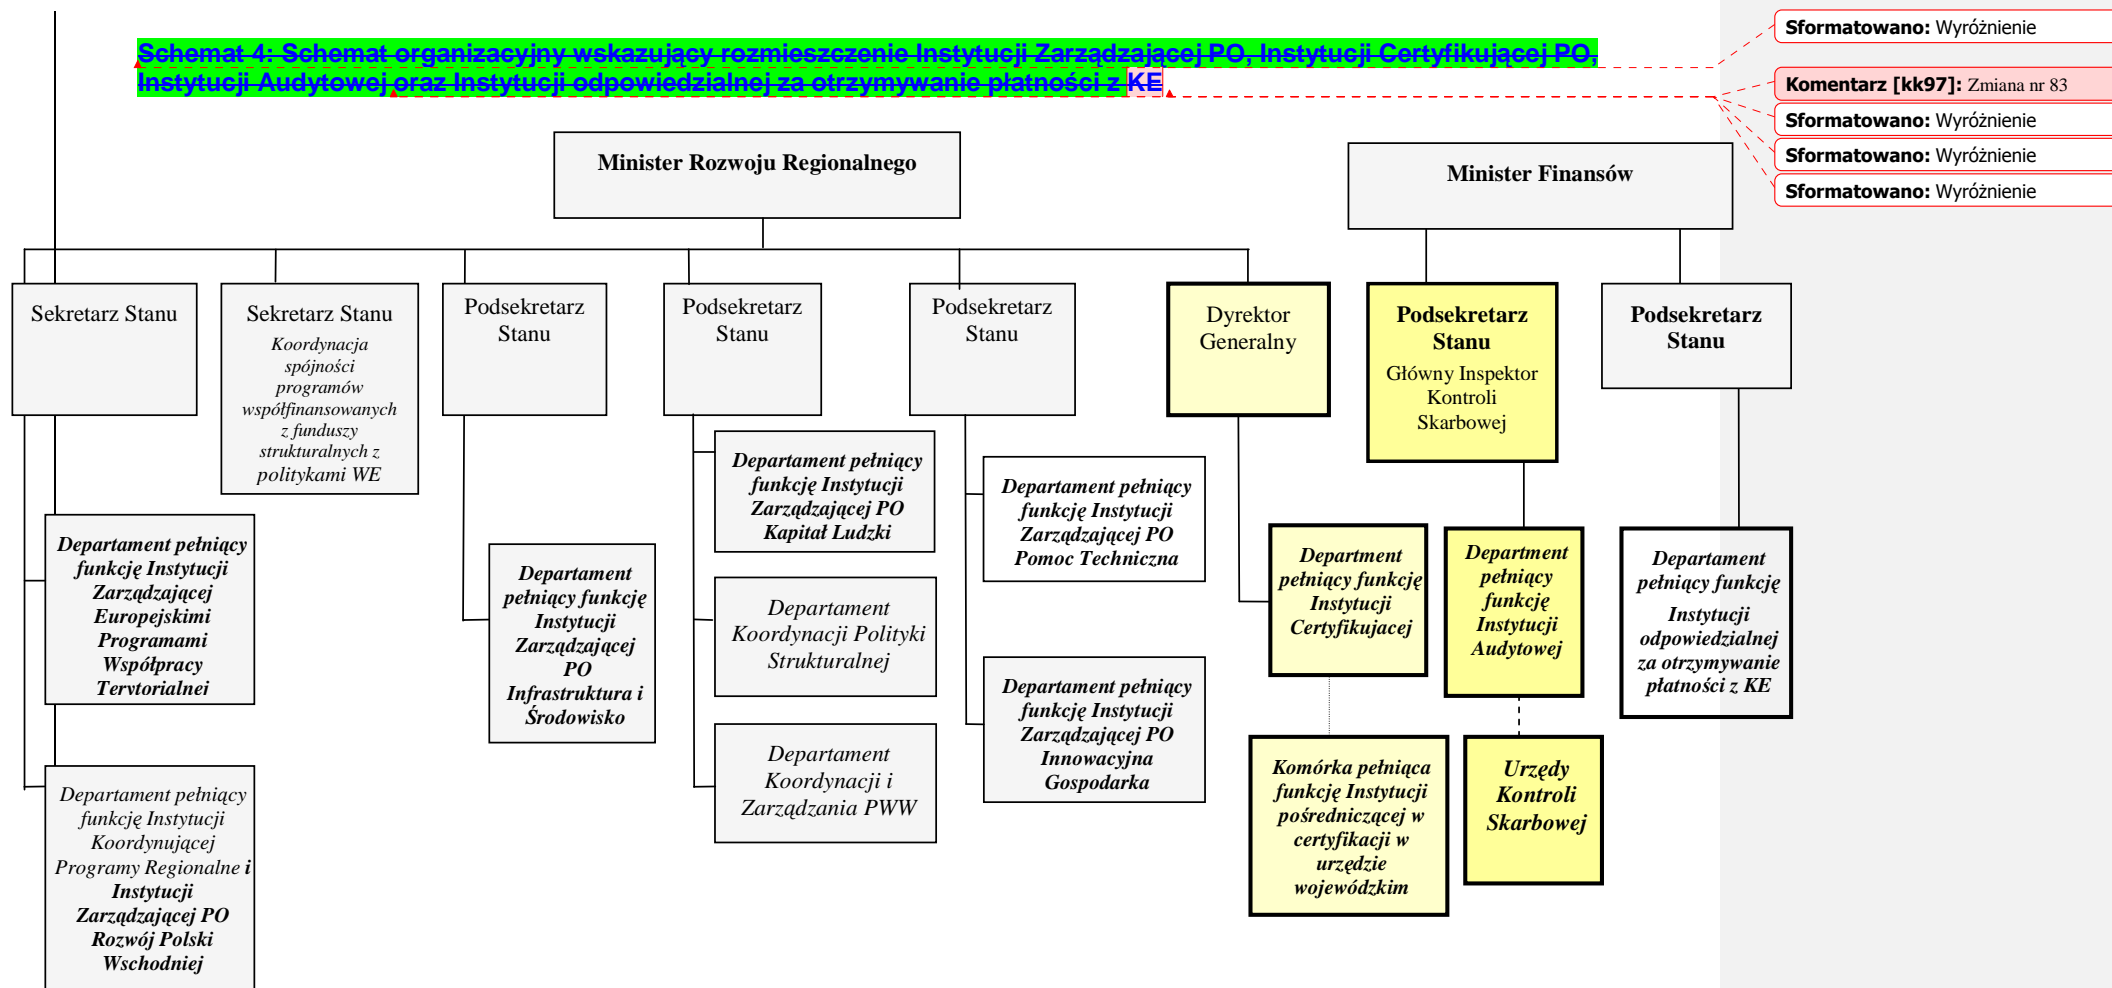 Schemat 4: Schemat organizacyjny wskazujący rozmieszczenie Instytucji Zarządzającej PO, Instytucji Certyfikującej PO,
Instytucji Audytowej oraz Instytucji odpowiedzialnej za otrzymywanie płatności z KE
Sformatowano: Wyróżnienie
Komentarz [kk97]: Zmiana nr 83
Sformatowano: Wyróżnienie
Sformatowano: Wyróżnienie
Sformatowano: Wyróżnienie
Minister Rozwoju Regionalnego
Minister Finansów
Sekretarz Stanu
Sekretarz Stanu
Koordynacja
spójności
programów
współfinansowanych
z funduszy
strukturalnych z
politykami WE
Podsekretarz
Stanu
Podsekretarz
Stanu
Podsekretarz
Stanu
Dyrektor
Generalny
Podsekretarz
Stanu
Główny Inspektor
Kontroli
Skarbowej
Podsekretarz
Stanu
Departament pełniący
funkcję Instytucji
Zarządzającej
Europejskimi
Programami
Współpracy
Terytorialnej
Departament pełniący
funkcję Instytucji
Koordynującej
Programy Regionalne i
Instytucji
Zarządzającej PO
Rozwój Polski
Wschodniej
Departament
pełniący funkcję
Instytucji
Zarządzającej
PO
Infrastruktura i
Środowisko
Departament pełniący
funkcję Instytucji
Zarządzającej PO
Kapitał Ludzki
Departament
Koordynacji Polityki
Strukturalnej
Departament
Koordynacji i
Zarządzania PWW
Departament pełniący
funkcję Instytucji
Zarządzającej PO
Pomoc Techniczna
Departament pełniący
funkcję Instytucji
Zarządzającej PO
Innowacyjna
Gospodarka
Department
pełniący funkcję
Instytucji
Certyfikujacej
Komórka pełniąca
funkcję Instytucji
pośredniczącej w
certyfikacji w
urzędzie
wojewódzkim
Department
pełniący
funkcję
Instytucji
Audytowej
Urzędy
Kontroli
Skarbowej
Departament
pełniący funkcję
Instytucji
odpowiedzialnej
za otrzymywanie
płatności z KE